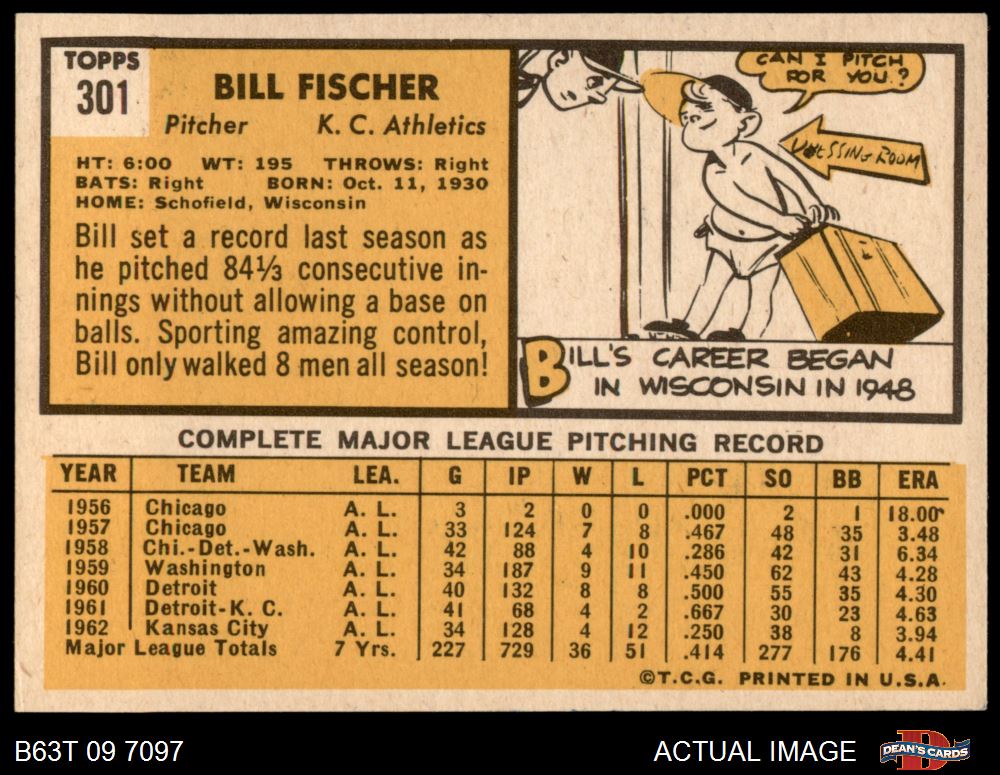 TOPPS
301
BILL FISCHER
Pitcher K. C. Athletics
HT: 6:00 WT: 195 THROWS: Right
BATS: Right BORN: Oct. 11, 1930
HOME: Schofield, Wisconsin
Bill set a record last season as
he pitched 84⅓ consecutive in-
nings without allowing a base on
balls. Sporting amazing control,
Bill only walked 8 men all season!
CAN I PITCH
FOR YOU?
DRESSING ROOM
BILL'S CAREER BEGAN
IN WISCONSIN IN 1948
COMPLETE MAJOR LEAGUE PITCHING RECORD
YEAR TEAM LEA. G IP W L PCT SO BB ERA
1956 Chicago A. L. 3 2 0 0 .000 2 1 18.00
1957 Chicago A. L. 33 124 7 8 .467 48 35 3.48
1958 Chi.-Det.-Wash. A. L. 42 88 4 10 .286 42 31 6.34
1959 Washington A. L. 34 187 9 11 .450 62 43 4.28
1960 Detroit A. L. 40 132 8 8 .500 55 35 4.30
1961 Detroit-K. C. A. L. 41 68 4 2 .667 30 23 4.63
1962 Kansas City A. L. 34 128 4 12 .250 38 8 3.94
Major League Totals 7 Yrs. 227 729 36 51 .414 277 176 4.41
©T.C.G. PRINTED IN U.S.A.
B63T 09 7097 ACTUAL IMAGE DEAN'S CARDS